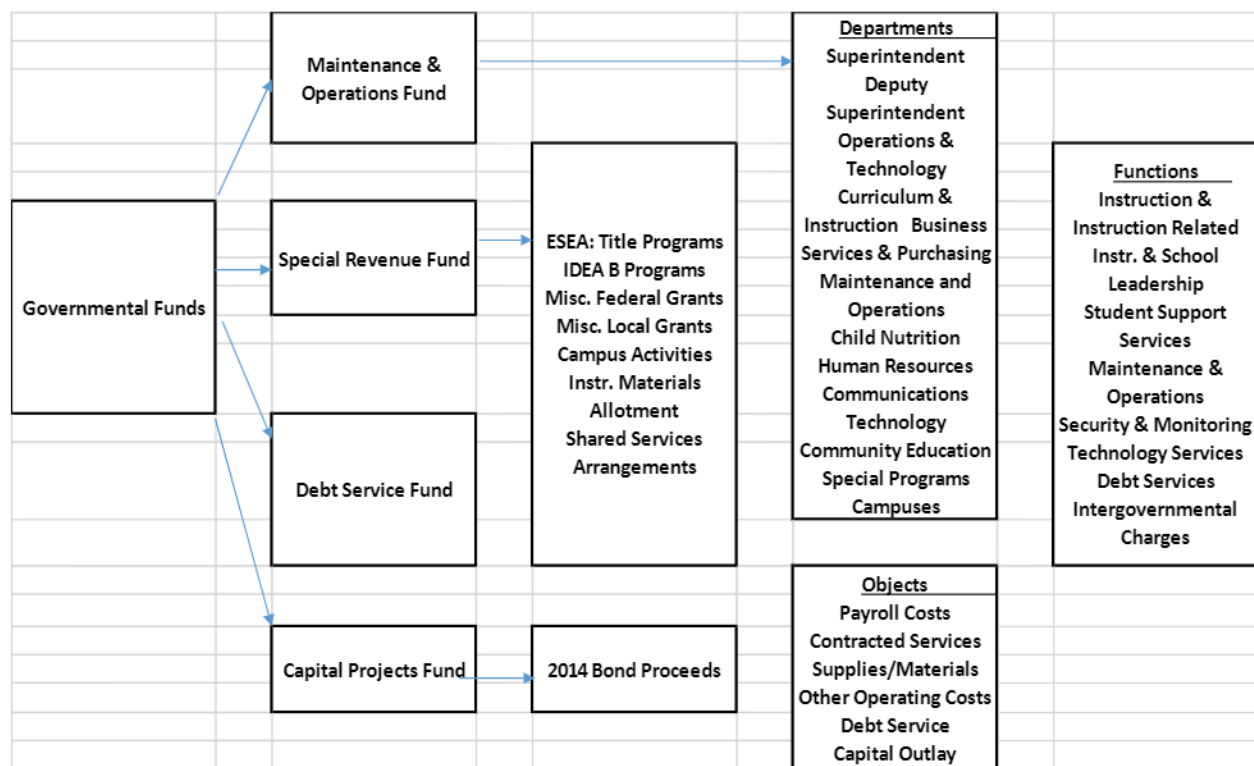 Governmental Funds
Maintenance &
Operations Fund
Special Revenue Fund
Debt Service Fund
Capital Projects Fund
ESEA: Title Programs
IDEA B Programs
Misc. Federal Grants
Misc. Local Grants
Campus Activities
Instr. Materials
Allotment
Shared Services
Arrangements
2014 Bond Proceeds
Departments
Superintendent
Deputy
Superintendent
Operations &
Technology
Curriculum &
Instruction Business
Services & Purchasing
Maintenance and
Operations
Child Nutrition
Human Resources
Communications
Technology
Community Education
Special Programs
Campuses
Objects
Payroll Costs
Contracted Services
Supplies/Materials
Other Operating Costs
Debt Service
Capital Outlay
Functions
Instruction &
Instruction Related
Instr. & School
Leadership
Student Support
Services
Maintenance &
Operations
Security & Monitoring
Technology Services
Debt Services
Intergovernmental
Charges